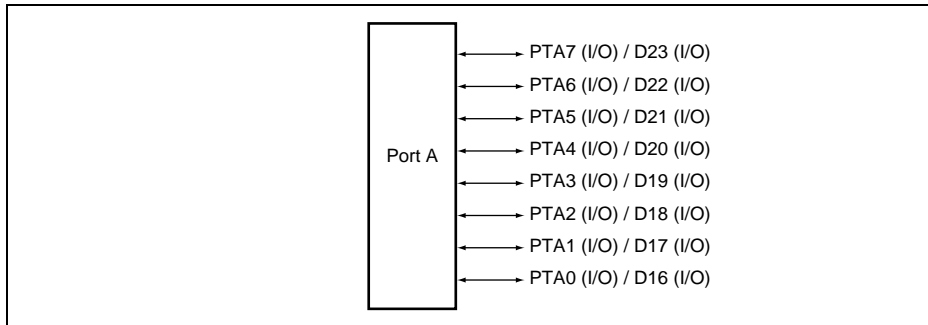 PTA7 (I/O) / D23 (I/O)
PTA6 (I/O) / D22 (I/O)
PTA5 (I/O) / D21 (I/O)
Port A
PTA4 (I/O) / D20 (I/O)
PTA3 (I/O) / D19 (I/O)
PTA2 (I/O) / D18 (I/O)
PTA1 (I/O) / D17 (I/O)
PTA0 (I/O) / D16 (I/O)